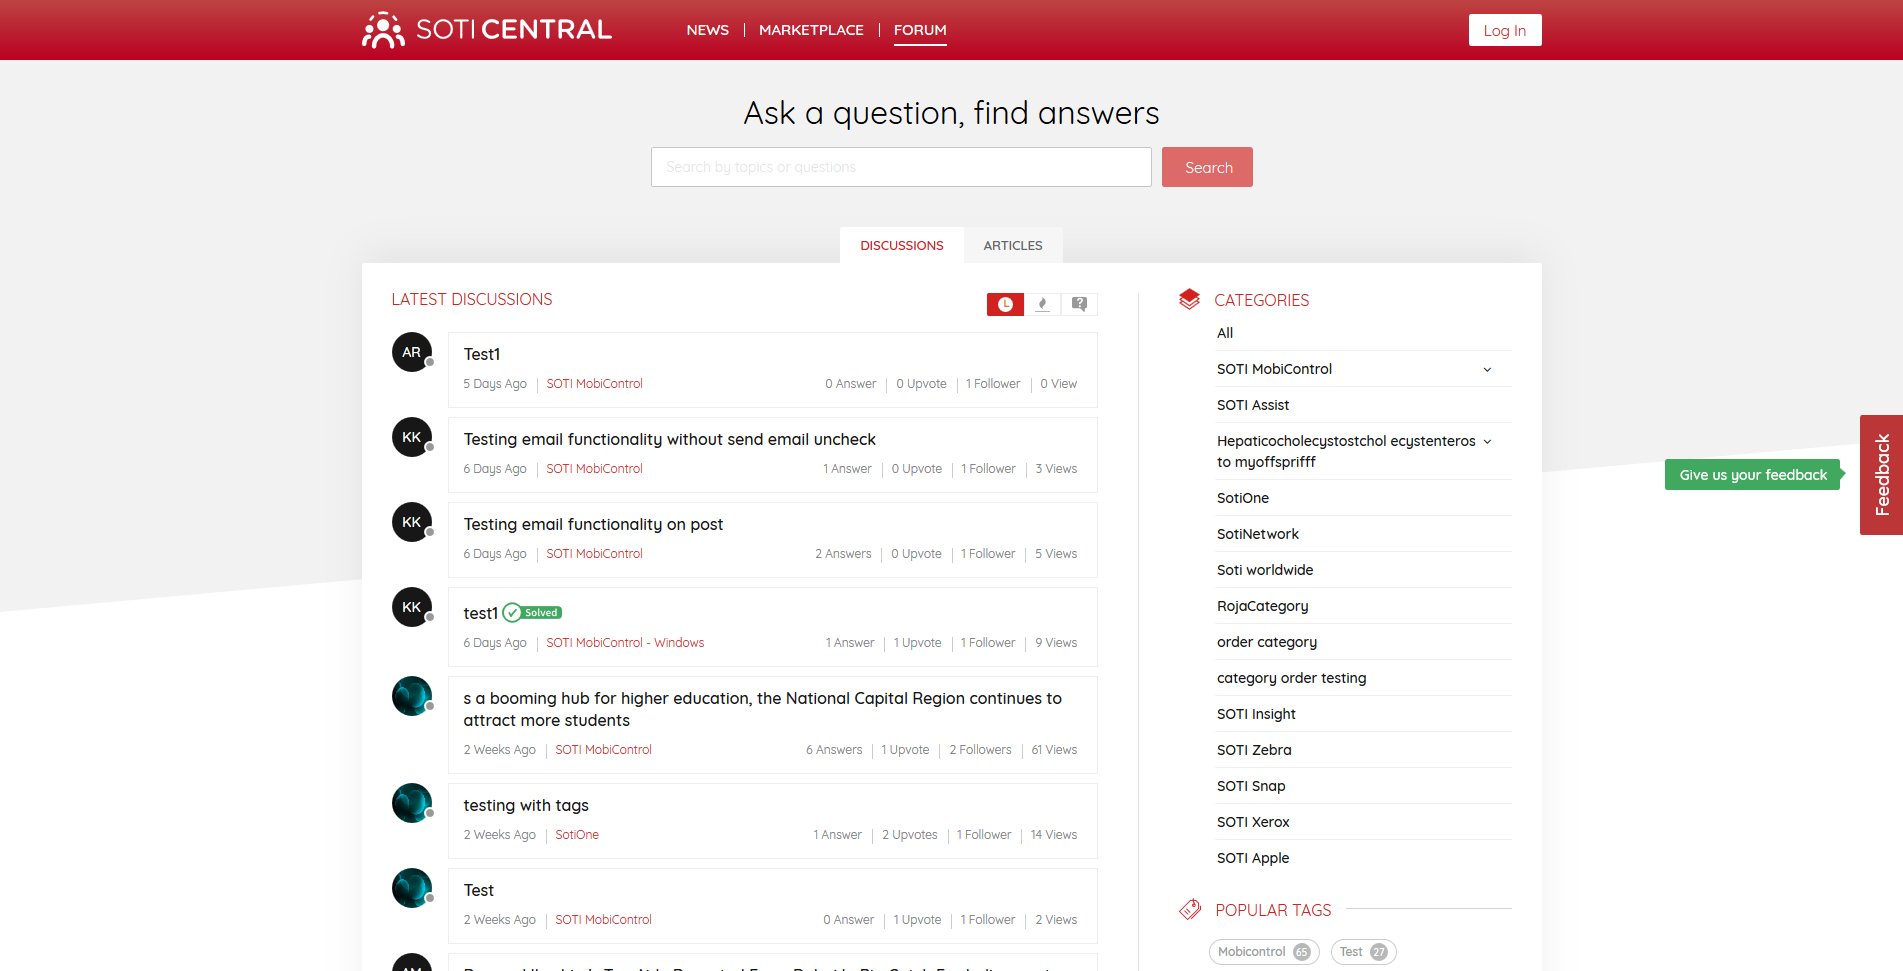 SOTI CENTRAL
NEWS
MARKETPLACE
FORUM
Log In
Ask a question, find answers
Search by topics or questions
Search
DISCUSSIONS
ARTICLES
LATEST DISCUSSIONS
AR
Test1
5 Days Ago SOTI MobiControl 0 Answer 0 Upvote 1 Follower 0 View
KK
Testing email functionality without send email uncheck
6 Days Ago SOTI MobiControl 1 Answer 0 Upvote 1 Follower 3 Views
KK
Testing email functionality on post
6 Days Ago SOTI MobiControl 2 Answers 0 Upvote 1 Follower 5 Views
KK
test1 Solved
6 Days Ago SOTI MobiControl - Windows 1 Answer 1 Upvote 1 Follower 9 Views
s a booming hub for higher education, the National Capital Region continues to
attract more students
2 Weeks Ago SOTI MobiControl 6 Answers 1 Upvote 2 Followers 61 Views
testing with tags
2 Weeks Ago SotiOne 1 Answer 2 Upvotes 1 Follower 14 Views
Test
2 Weeks Ago SOTI MobiControl 0 Answer 1 Upvote 1 Follower 2 Views
CATEGORIES
All
SOTI MobiControl
SOTI Assist
Hepaticocholecystostchol ecystenteros
to myoffsprifff
SotiOne
SotiNetwork
Soti worldwide
RojaCategory
order category
category order testing
SOTI Insight
SOTI Zebra
SOTI Snap
SOTI Xerox
SOTI Apple
POPULAR TAGS
Mobicontrol 65
Test 27
Give us your feedback
Feedback